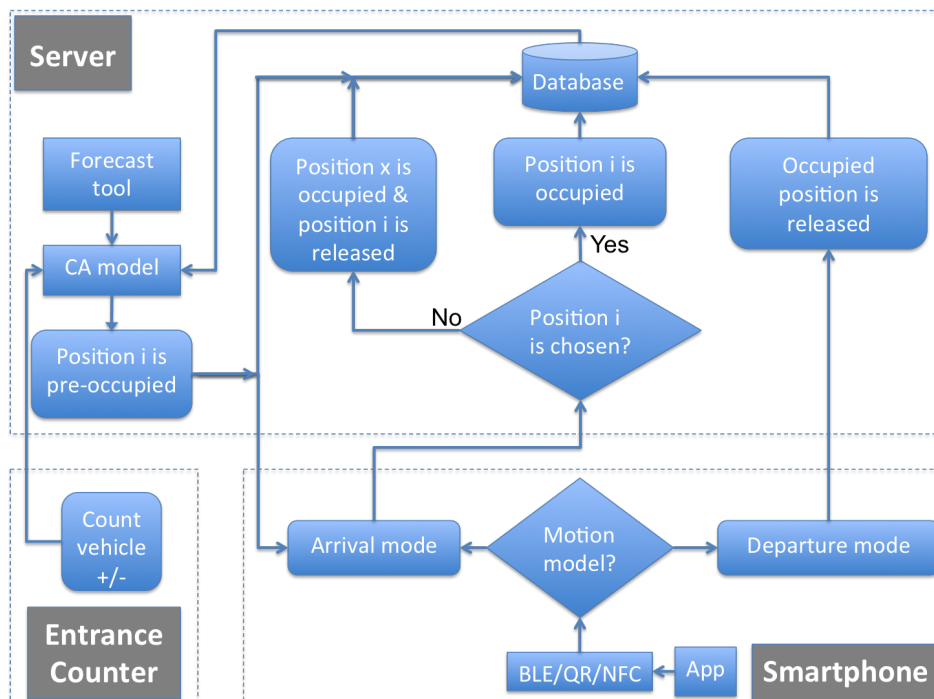 Server
Database
Forecast
tool
Position x is
occupied &
position i is
released
Position i is
occupied
Occupied
position is
released
Yes
CA model
No
Position i
is chosen?
Position i is
pre-occupied
Count
vehicle
+/-
Arrival mode
Motion
model?
Departure mode
Entrance
Counter
BLE/QR/NFC
App
Smartphone